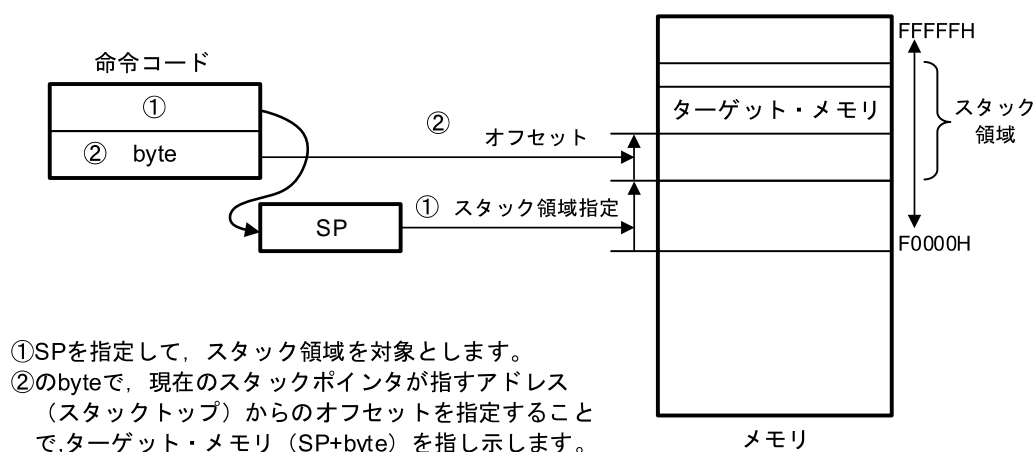 命令コード
①
② byte
②
オフセット
SP
① スタック領域指定
ターゲット・メモリ
FFFFFH
スタック
領域
F0000H
メモリ
①SPを指定して，スタック領域を対象とします。
②のbyteで，現在のスタックポインタが指すアドレス
（スタックトップ）からのオフセットを指定すること
で,ターゲット・メモリ（SP+byte）を指し示します。